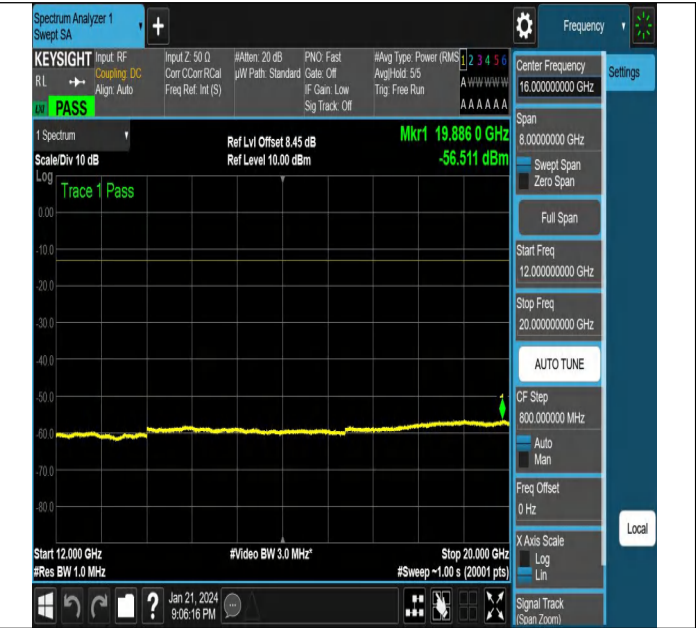 Spectrum Analyzer 1
Swept SA
+
Frequency
KEYSIGHT
R L
LXI
PASS
Input: RF
Coupling: DC
Align: Auto
Input Z: 50 Ω
Corr CCorr RCal
Freq Ref: Int (S)
#Atten: 20 dB
µW Path: Standard
PNO: Fast
Gate: Off
IF Gain: Low
Sig Track: Off
#Avg Type: Power (RMS
Avg|Hold: 5/5
Trig: Free Run
1 2 3 4 5 6
A W W W W W
A A A A A A
1 Spectrum
Scale/Div 10 dB
Ref Lvl Offset 8.45 dB
Ref Level 10.00 dBm
Mkr1 19.886 0 GHz
-56.511 dBm
Log
Trace 1 Pass
0.00
-10.0
-20.0
-30.0
-40.0
-50.0
-60.0
-70.0
-80.0
1
Start 12.000 GHz
#Res BW 1.0 MHz
#Video BW 3.0 MHz*
Stop 20.000 GHz
#Sweep ~1.00 s (20001 pts)
Jan 21, 2024
9:06:16 PM
?
Center Frequency
16.000000000 GHz
Settings
Span
8.00000000 GHz
Swept Span
Zero Span
Full Span
Start Freq
12.000000000 GHz
Stop Freq
20.000000000 GHz
AUTO TUNE
CF Step
800.000000 MHz
Auto
Man
Freq Offset
0 Hz
X Axis Scale
Log
Lin
Local
Signal Track
(Span Zoom)